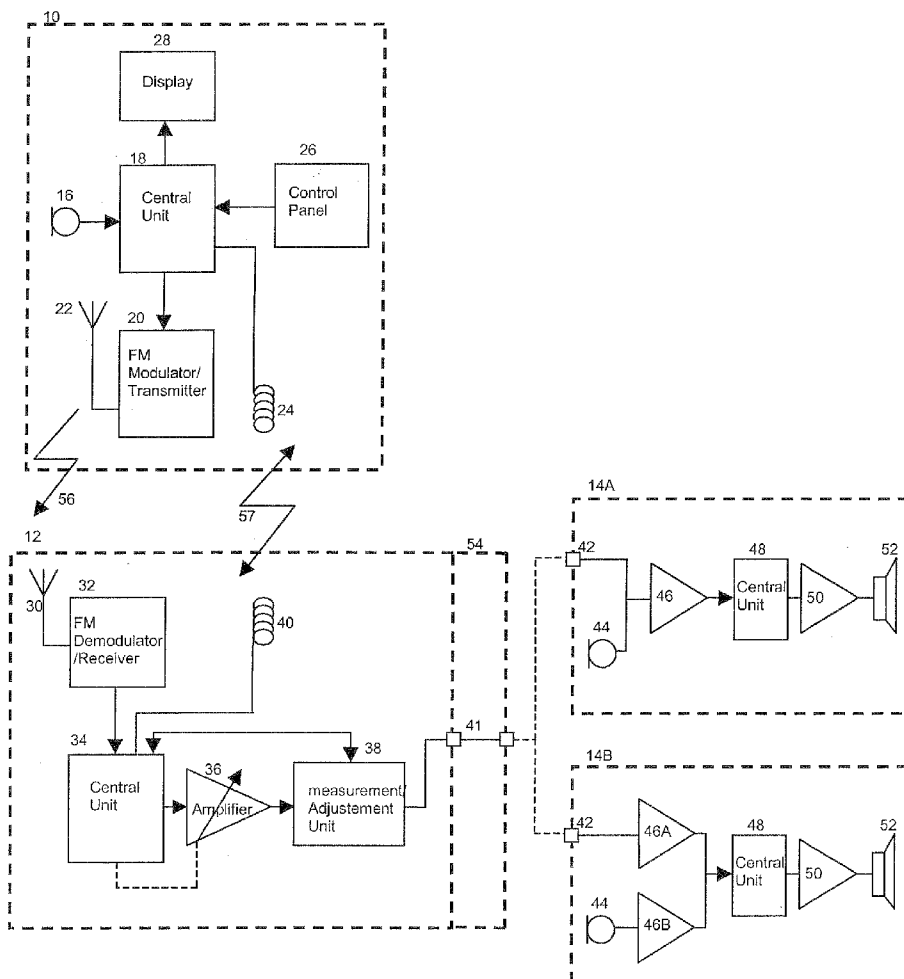 10
28
Display
18
26
16
Central
Unit
Control
Panel
22
20
FM
Modulator/
Transmitter
24
56
57
12
54
14A
30
32
FM
Demodulator
/Receiver
40
42
48
52
46
Central
Unit
50
44
34
36
38
41
Central
Unit
Amplifier
measurement/
Adjustement
Unit
14B
42
46A
48
52
Central
Unit
50
44
46B